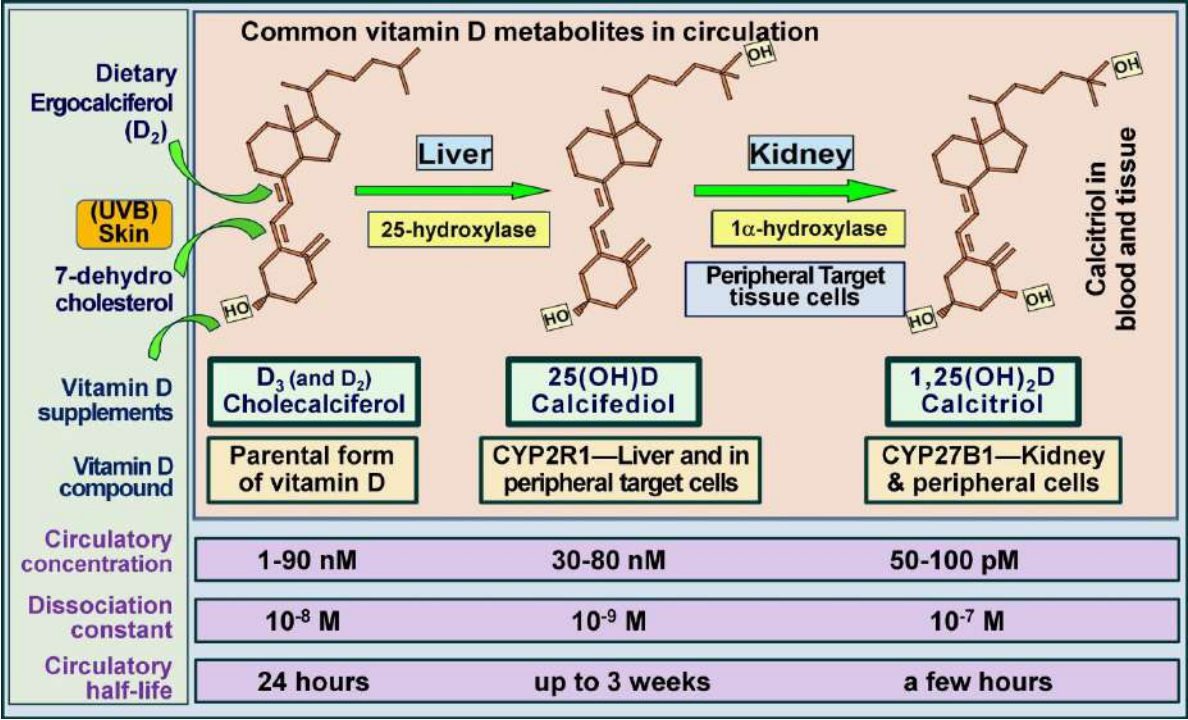 Common vitamin D metabolites in circulation
Dietary
Ergocalciferol
(D₂)
(UVB)
Skin
7-dehydro
cholesterol
HO
Liver
25-hydroxylase
OH
HO
Kidney
1α-hydroxylase
Peripheral Target
tissue cells
OH
OH
HO
Calcitriol in
blood and tissue
Vitamin D
supplements
D₃ (and D₂)
Cholecalciferol
25(OH)D
Calcifediol
1,25(OH)₂D
Calcitriol
Vitamin D
compound
Parental form
of vitamin D
CYP2R1—Liver and in
peripheral target cells
CYP27B1—Kidney
& peripheral cells
Circulatory
concentration
1-90 nM
30-80 nM
50-100 pM
Dissociation
constant
10⁻⁸ M
10⁻⁹ M
10⁻⁷ M
Circulatory
half-life
24 hours
up to 3 weeks
a few hours